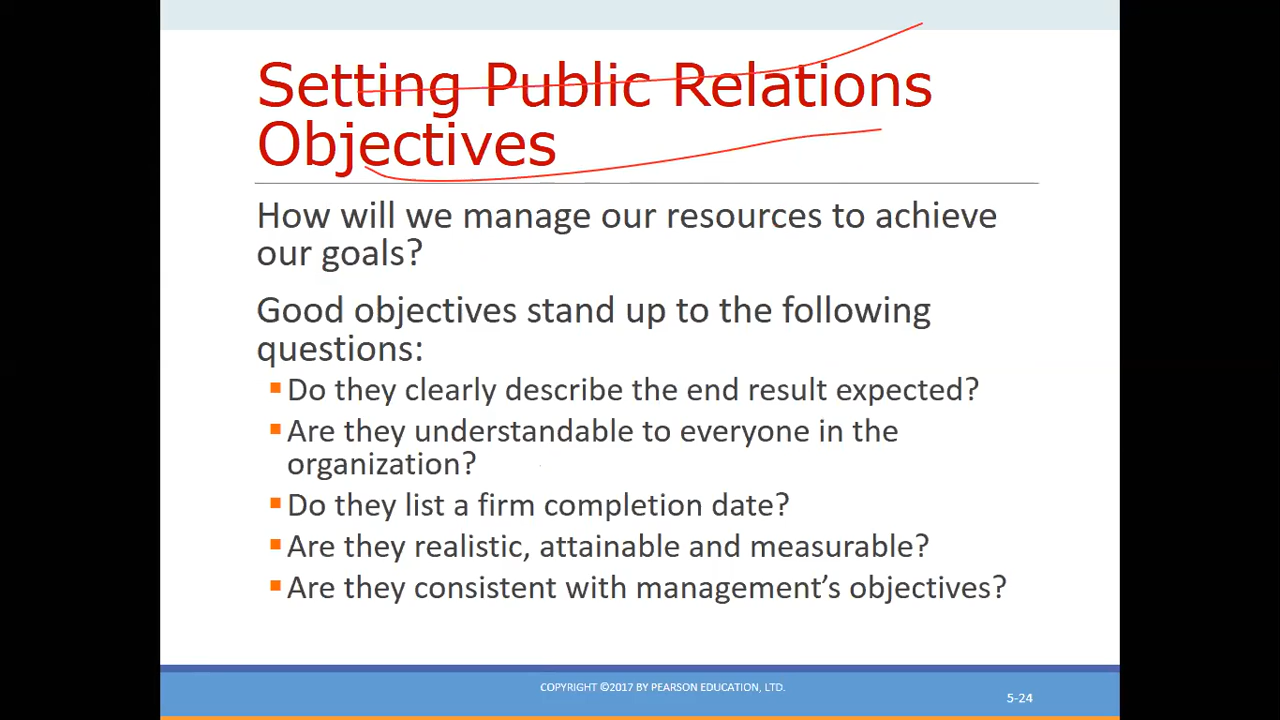 Setting Public Relations
Objectives
How will we manage our resources to achieve
our goals?
Good objectives stand up to the following
questions:
▪Do they clearly describe the end result expected?
▪Are they understandable to everyone in the
organization?
▪Do they list a firm completion date?
▪Are they realistic, attainable and measurable?
▪Are they consistent with management’s objectives?
COPYRIGHT ©2017 BY PEARSON EDUCATION, LTD.
5-24